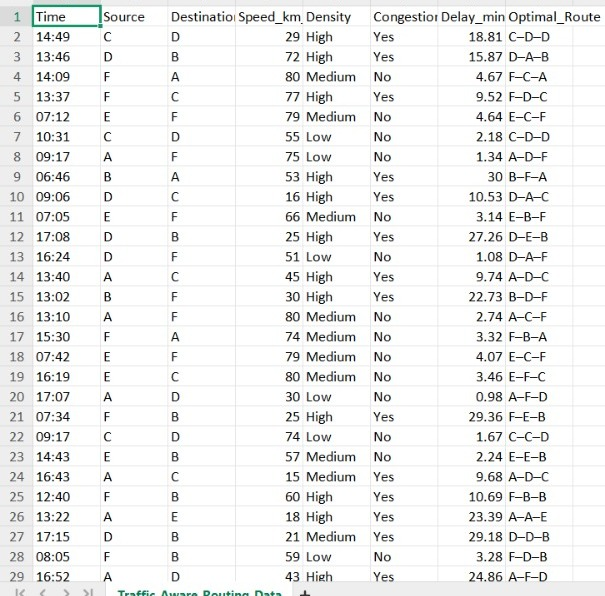 1 Time Source Destination Speed_km Density Congestion Delay_min Optimal_Route
2 14:49 C D 29 High Yes 18.81 C–D–D
3 13:46 D B 72 High Yes 15.87 D–A–B
4 14:09 F A 80 Medium No 4.67 F–C–A
5 13:37 F C 77 High Yes 9.52 F–D–C
6 07:12 E F 79 Medium No 4.64 E–C–F
7 10:31 C D 55 Low No 2.18 C–D–D
8 09:17 A F 75 Low No 1.34 A–D–F
9 06:46 B A 53 High Yes 30 B–F–A
10 09:06 D C 16 High Yes 10.53 D–A–C
11 07:05 E F 66 Medium No 3.14 E–B–F
12 17:08 D B 25 High Yes 27.26 D–E–B
13 16:24 D F 51 Low No 1.08 D–A–F
14 13:40 A C 45 High Yes 9.74 A–D–C
15 13:02 B F 30 High Yes 22.73 B–D–F
16 13:10 A F 80 Medium No 2.74 A–C–F
17 15:30 F A 74 Medium No 3.32 F–B–A
18 07:42 E F 79 Medium No 4.07 E–C–F
19 16:19 E C 80 Medium No 3.46 E–F–C
20 17:07 A D 30 Low No 0.98 A–F–D
21 07:34 F B 25 High Yes 29.36 F–E–B
22 09:17 C D 74 Low No 1.67 C–C–D
23 14:43 E B 57 Medium No 2.24 E–E–B
24 16:43 A C 15 Medium Yes 9.68 A–D–C
25 12:40 F B 60 High Yes 10.69 F–B–B
26 13:22 A E 18 High Yes 23.39 A–A–E
27 17:15 D B 21 Medium Yes 29.18 D–D–B
28 08:05 F B 59 Low No 3.28 F–D–B
29 16:52 A D 43 High Yes 24.86 A–F–D
Traffic Aware Routing Data +